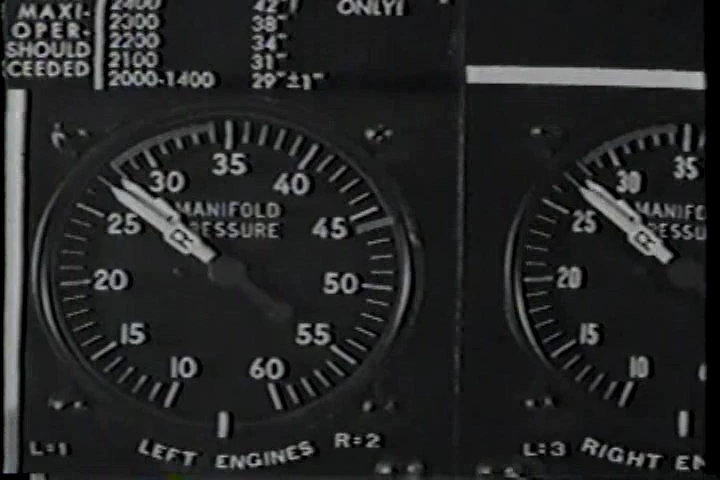 MAXI-
OPER-
SHOULD
CEEDED
2400 42"
2300 38"
2200 34"
2100 31"
2000-1400 29"±1"
ONLY!
10
15
20
25
30
35
40
45
50
55
60
MANIFOLD
PRESSURE
L=1 LEFT ENGINES R=2
10
15
20
25
30
35
MANIF
RESSU
L=3 RIGHT EN